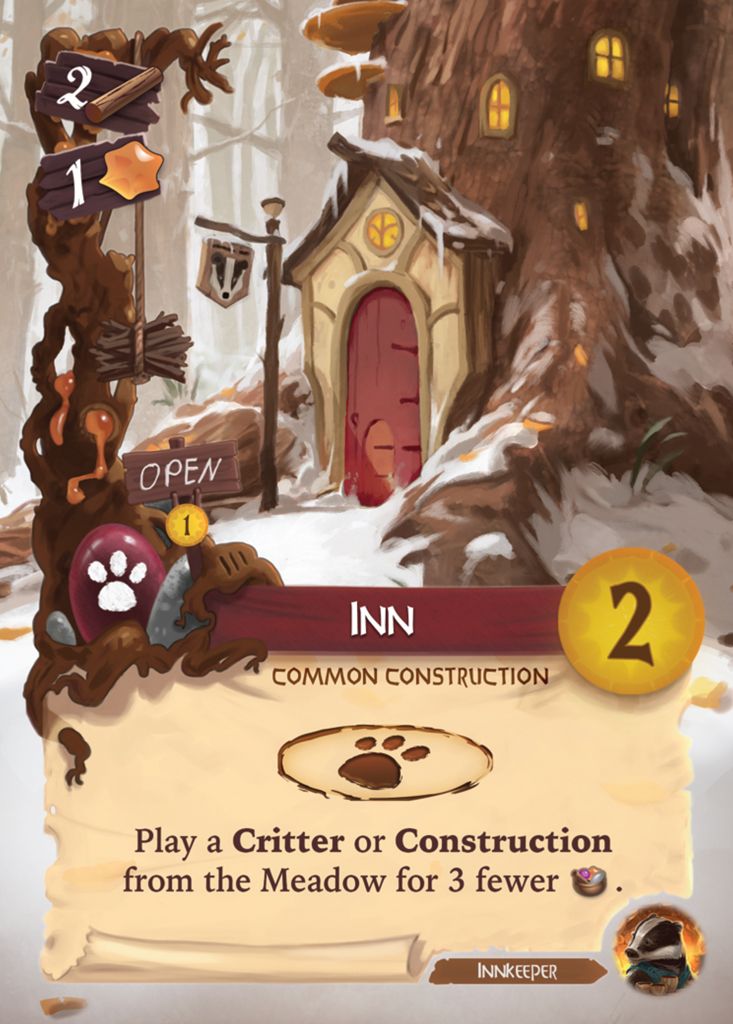 2
1
OPEN
1
INN
2
COMMON CONSTRUCTION
Play a Critter or Construction
from the Meadow for 3 fewer .
INNKEEPER